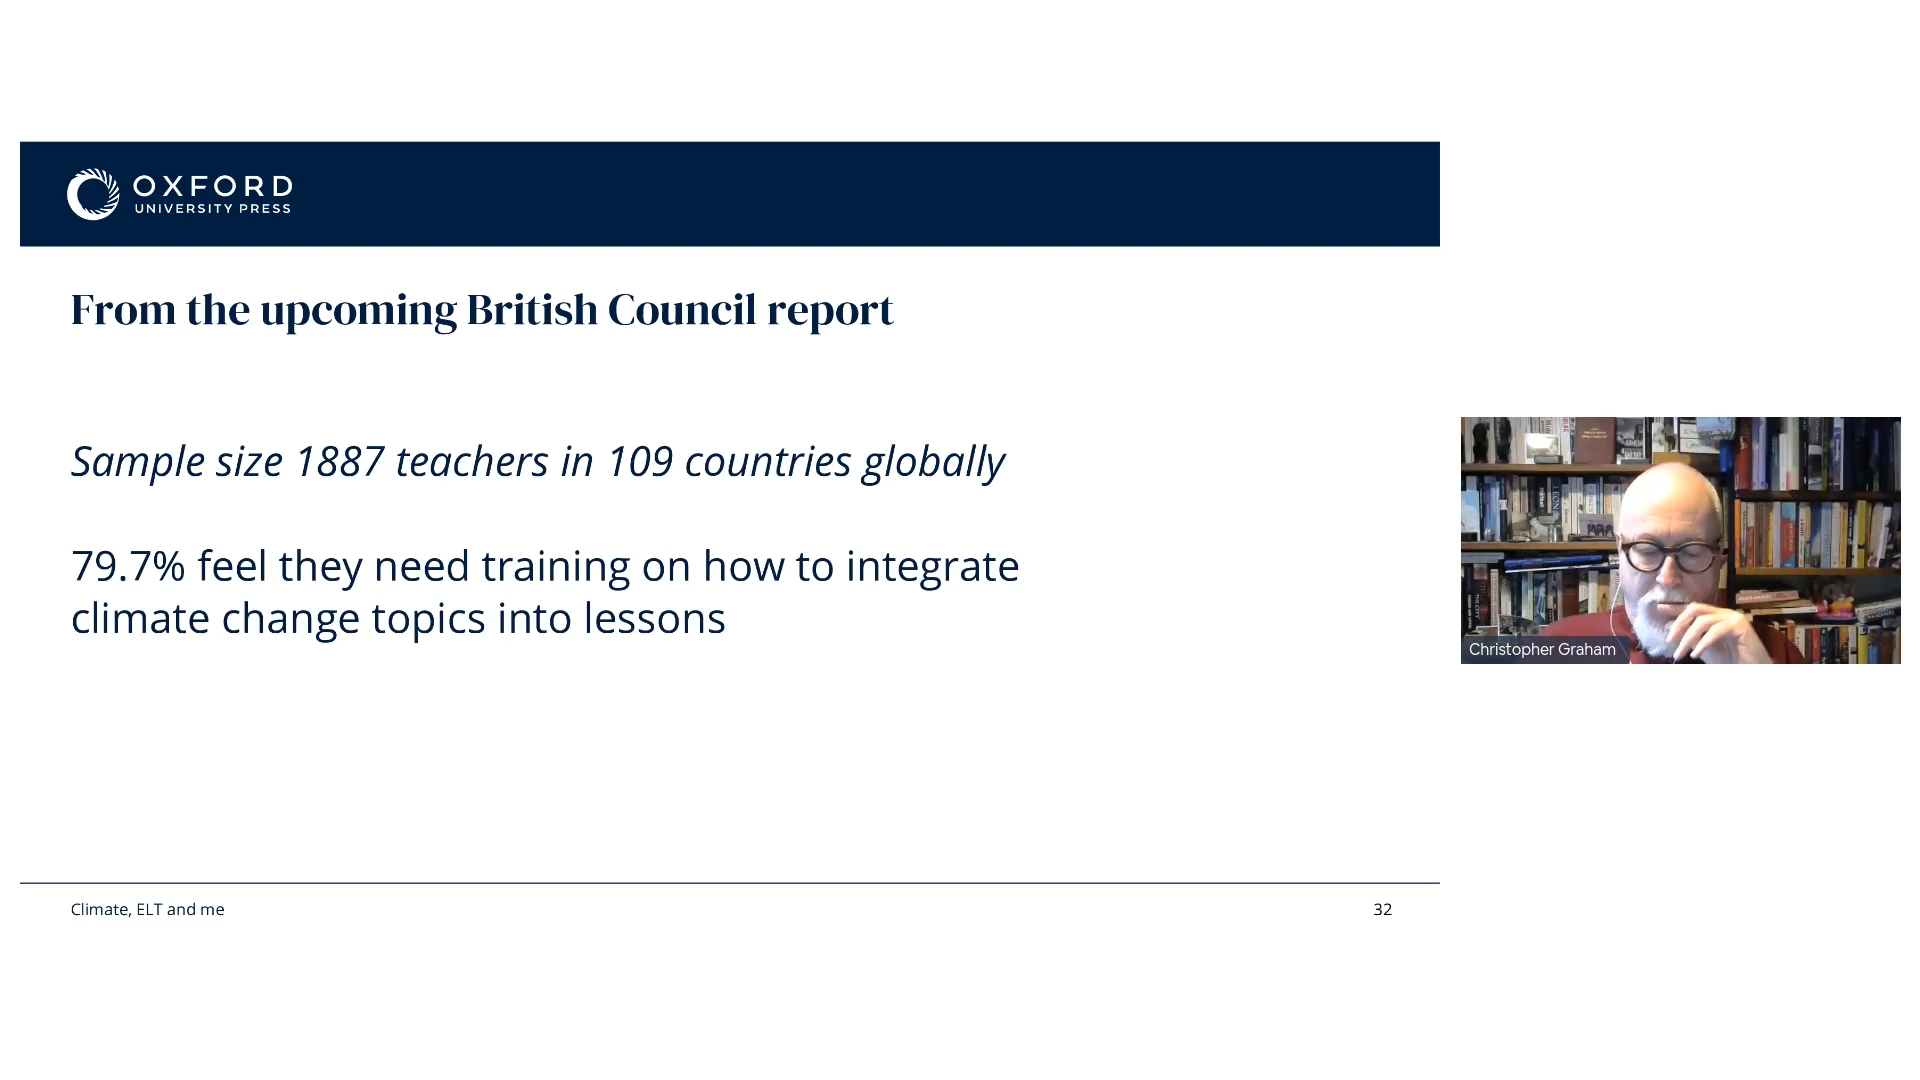 OXFORD
UNIVERSITY PRESS
From the upcoming British Council report
Sample size 1887 teachers in 109 countries globally
79.7% feel they need training on how to integrate
climate change topics into lessons
Christopher Graham
Climate, ELT and me
32